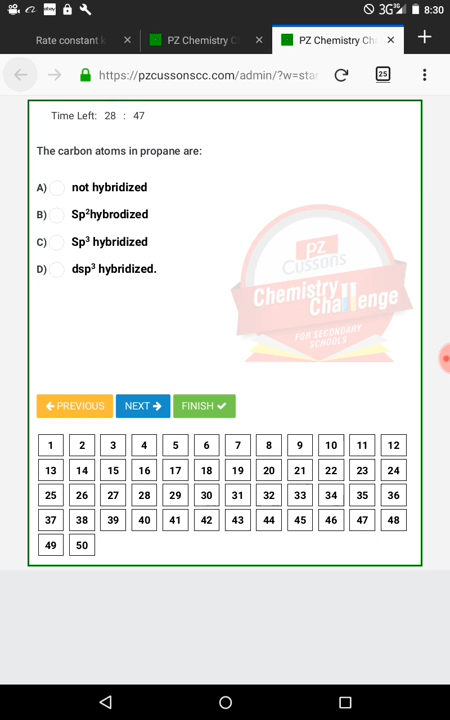 3G 3G 8:30
Rate constant k
PZ Chemistry C
PZ Chemistry Ch
https://pzcussonscc.com/admin/?w=star
25
Time Left: 28 : 47
The carbon atoms in propane are:
A) not hybridized
B) Sp²hybrodized
C) Sp³ hybridized
D) dsp³ hybridized.
PZ
Cussons
Chemistry
Challenge
FOR SECONDARY
SCHOOLS
PREVIOUS NEXT FINISH
1 2 3 4 5 6 7 8 9 10 11 12
13 14 15 16 17 18 19 20 21 22 23 24
25 26 27 28 29 30 31 32 33 34 35 36
37 38 39 40 41 42 43 44 45 46 47 48
49 50